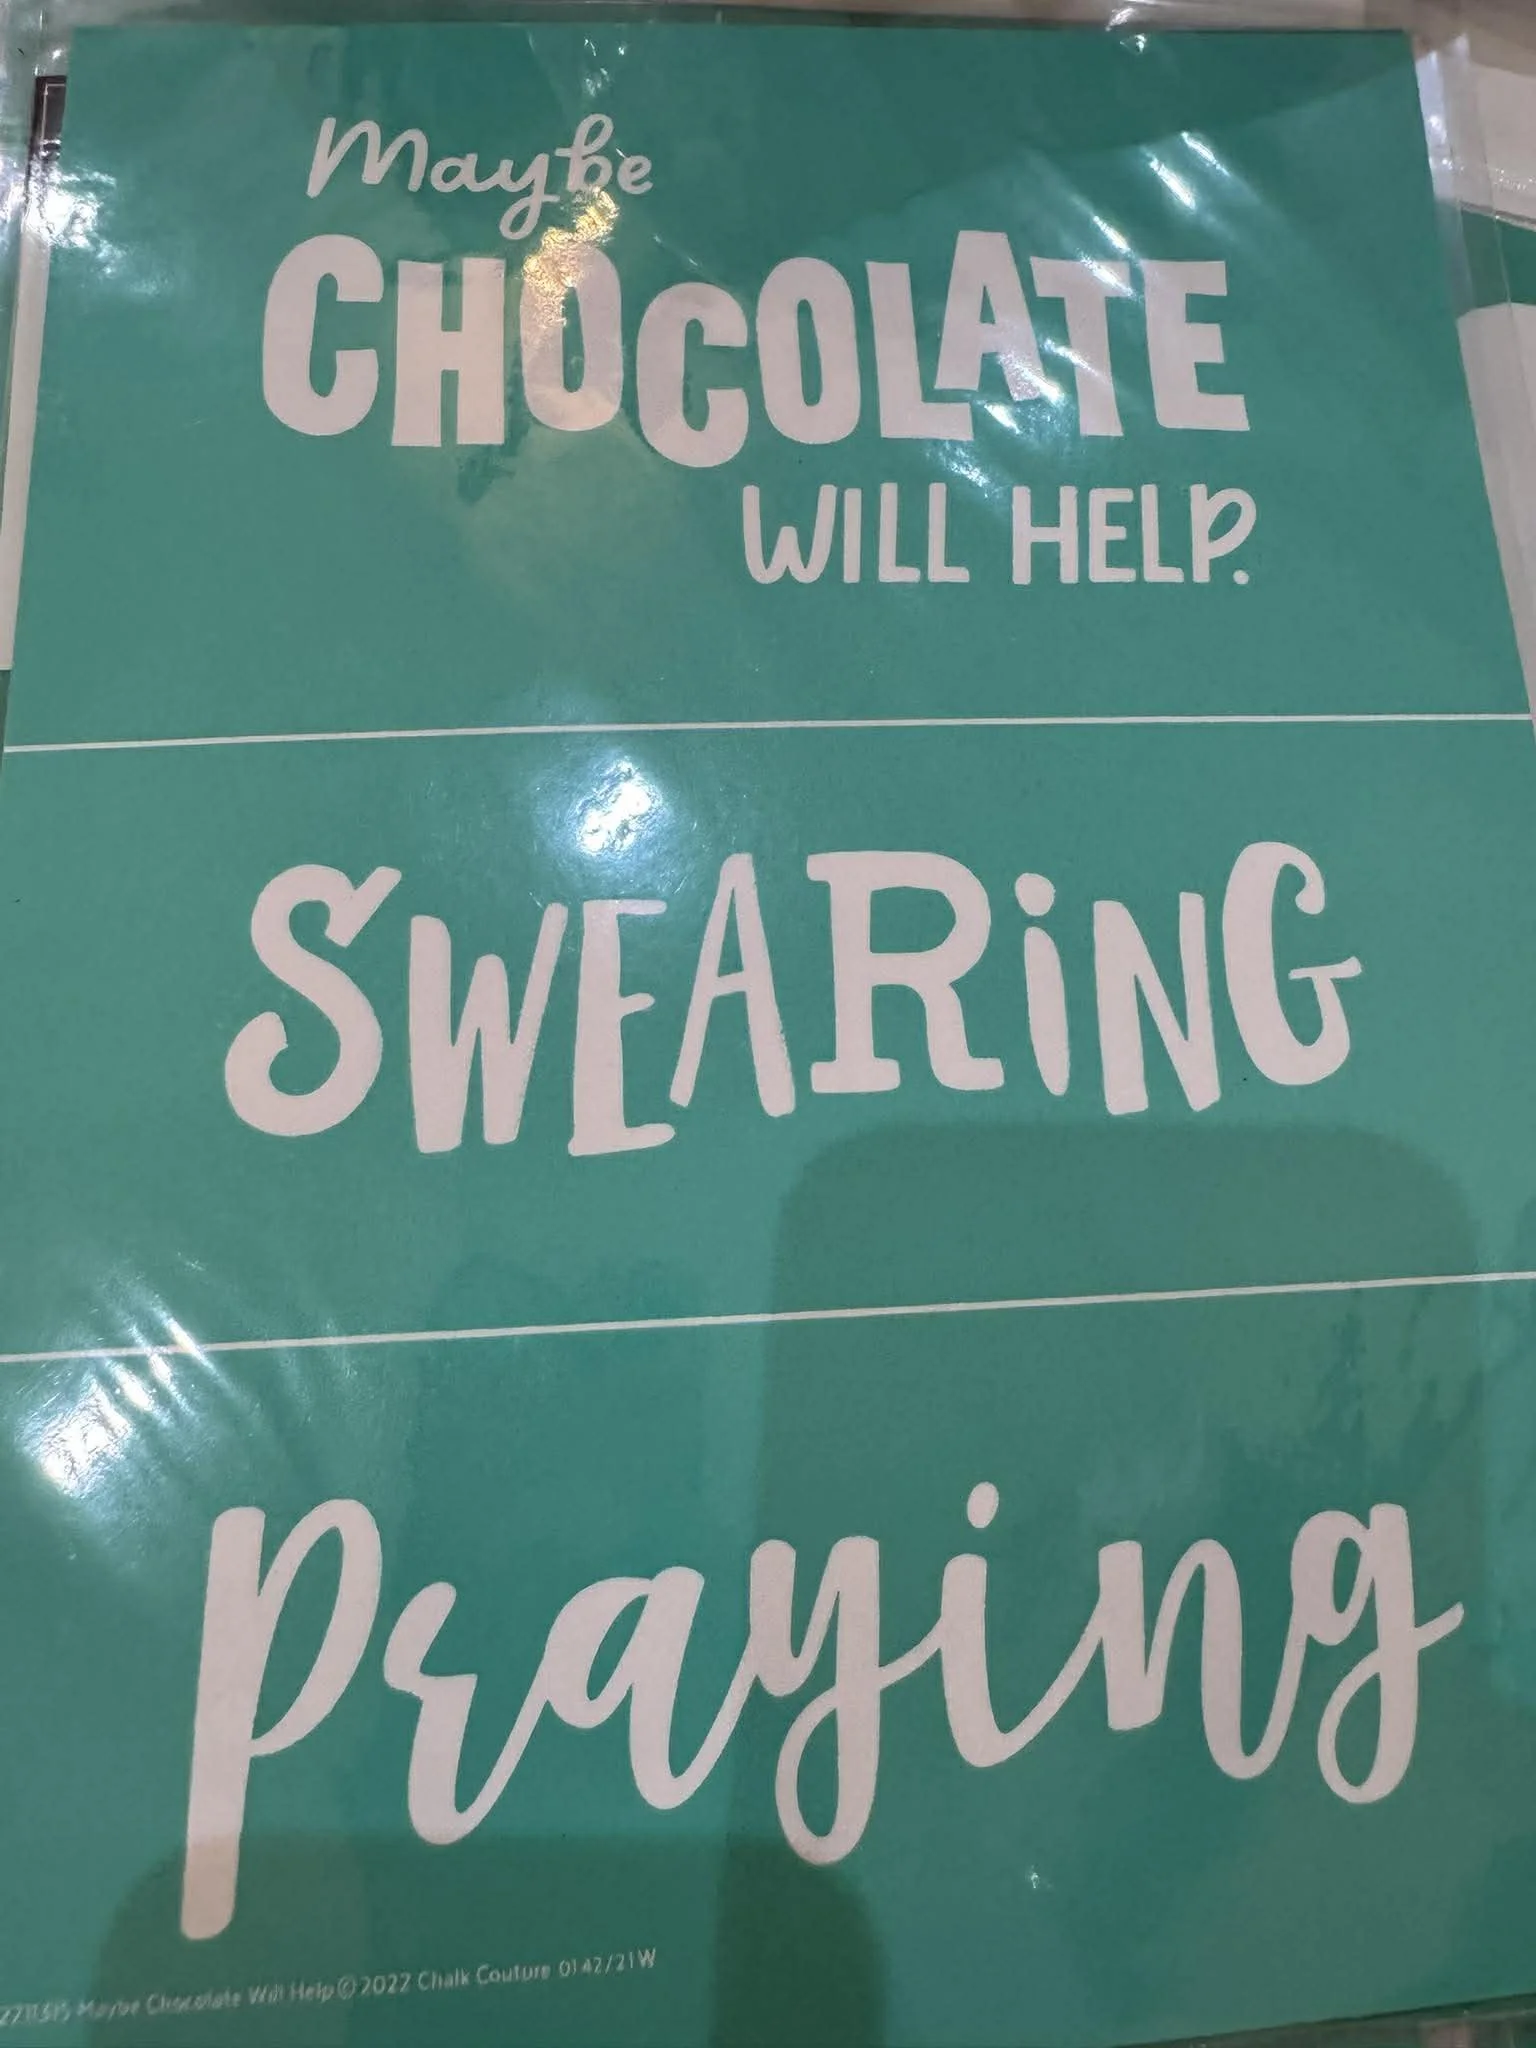 Maybe
CHOCOLATE
WILL HELP.
SWEARiNG
Praying
Maybe Chocolate Will Help © 2022 Chalk Couture 0142/21W